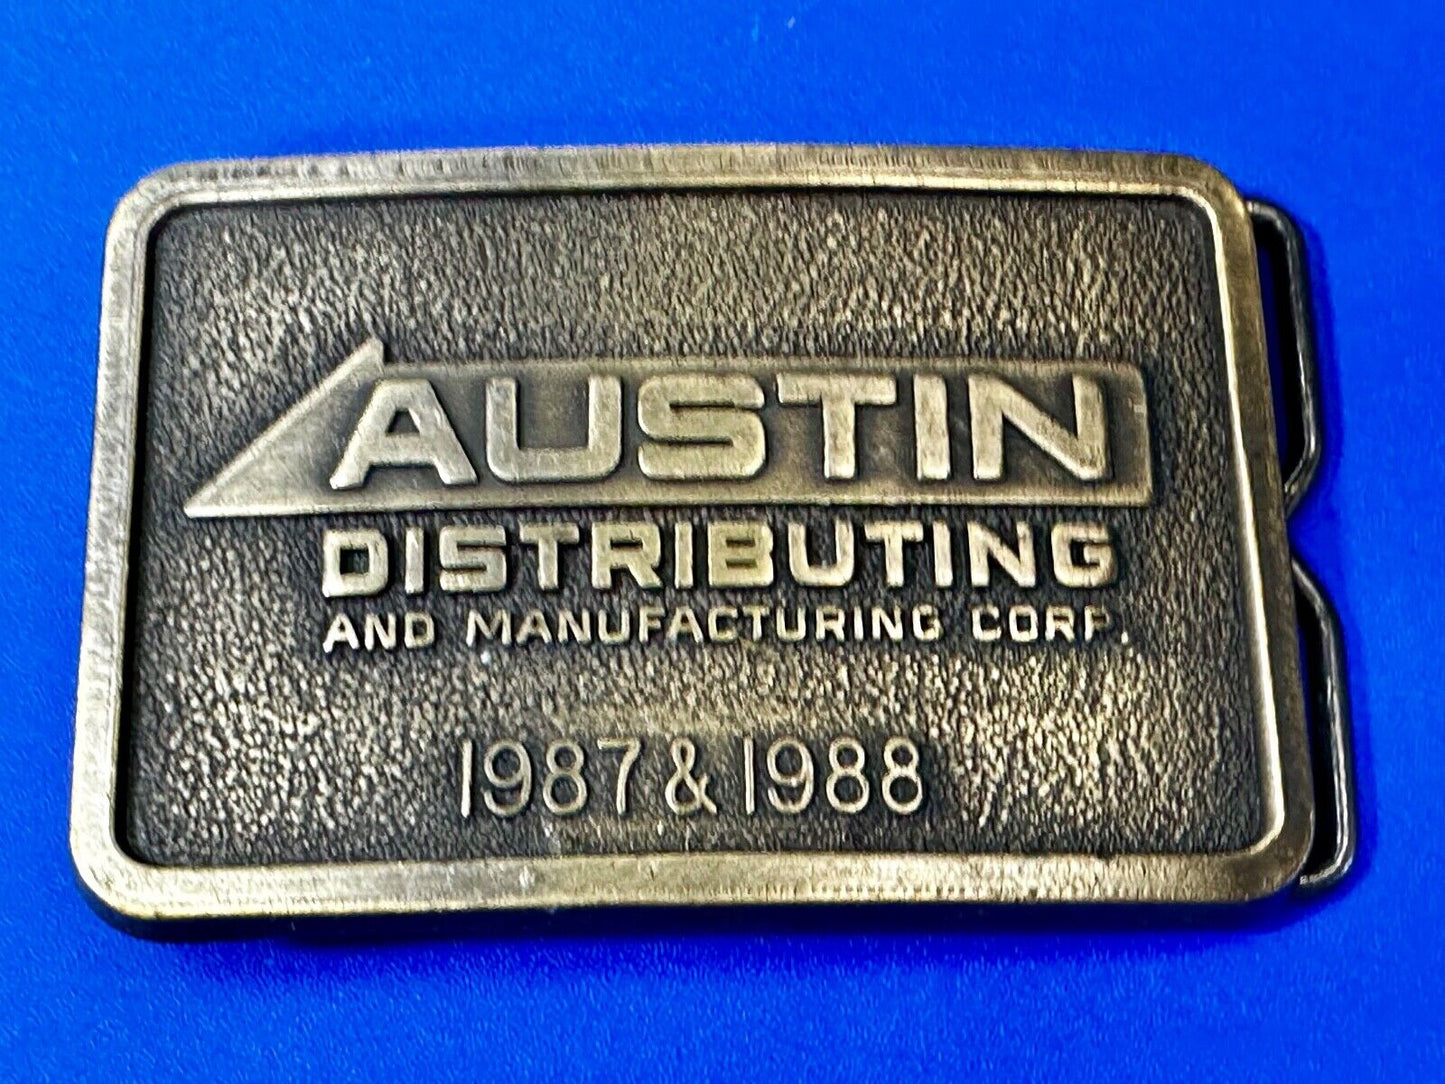 AUSTIN
DISTRIBUTING
AND MANUFACTURING CORP.
1987 & 1988